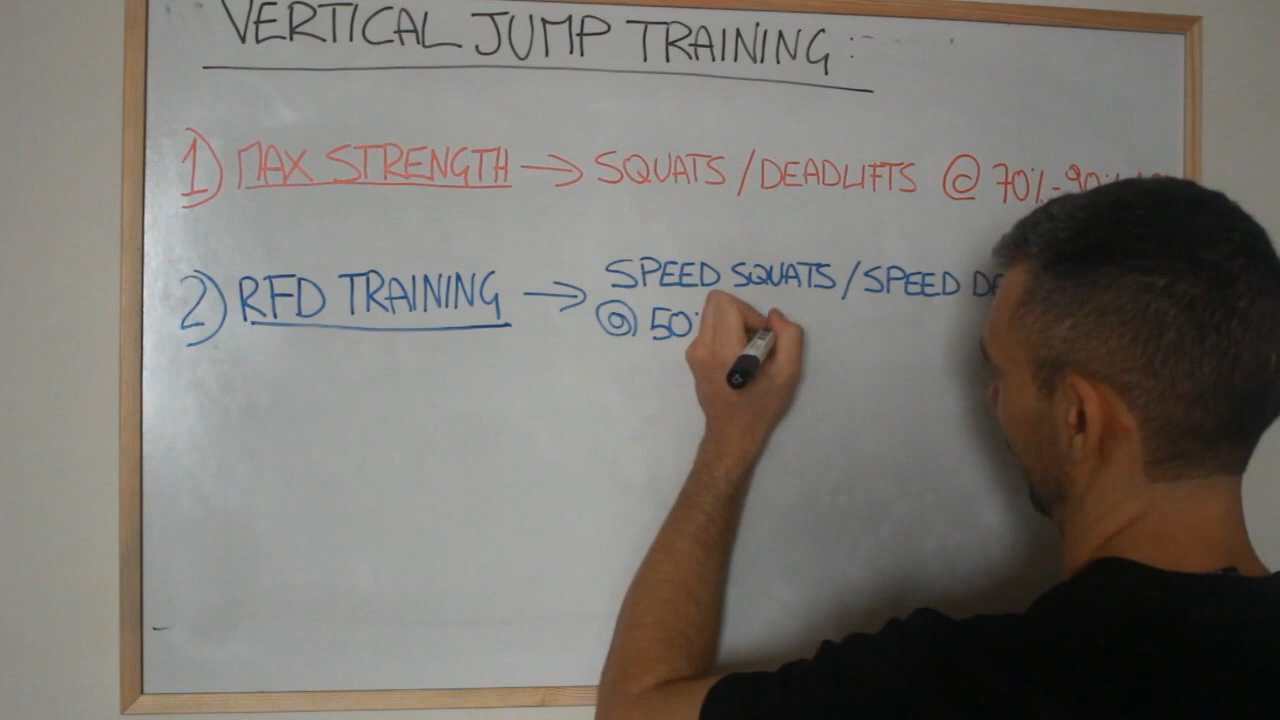 VERTICAL JUMP TRAINING:-
1) MAX STRENGTH → SQUATS / DEADLIFTS @ 70%-90%
2) RFD TRAINING → SPEED SQUATS / SPEED
@ 50%